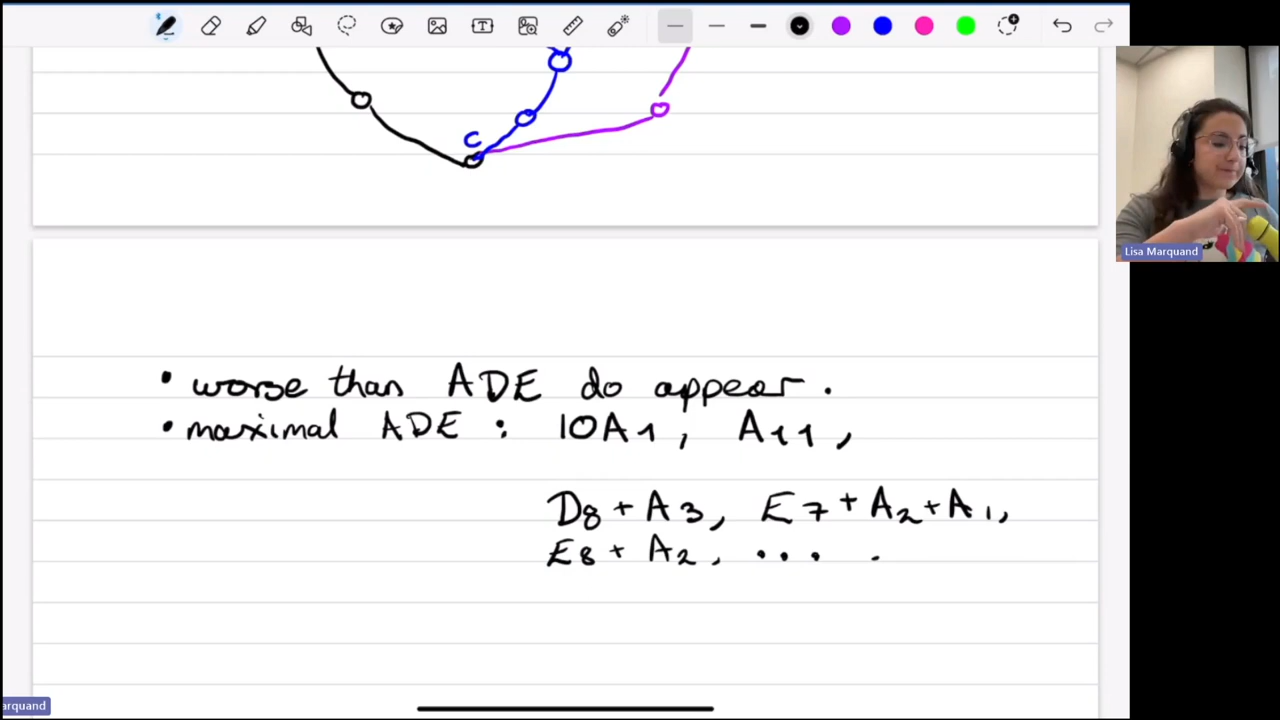 Lisa Marquand
C
• worse than ADE do appear.
• maximal ADE : 10A1, A11,
D8 + A3, E7 + A2 + A1,
E8 + A2, ... .
arquand